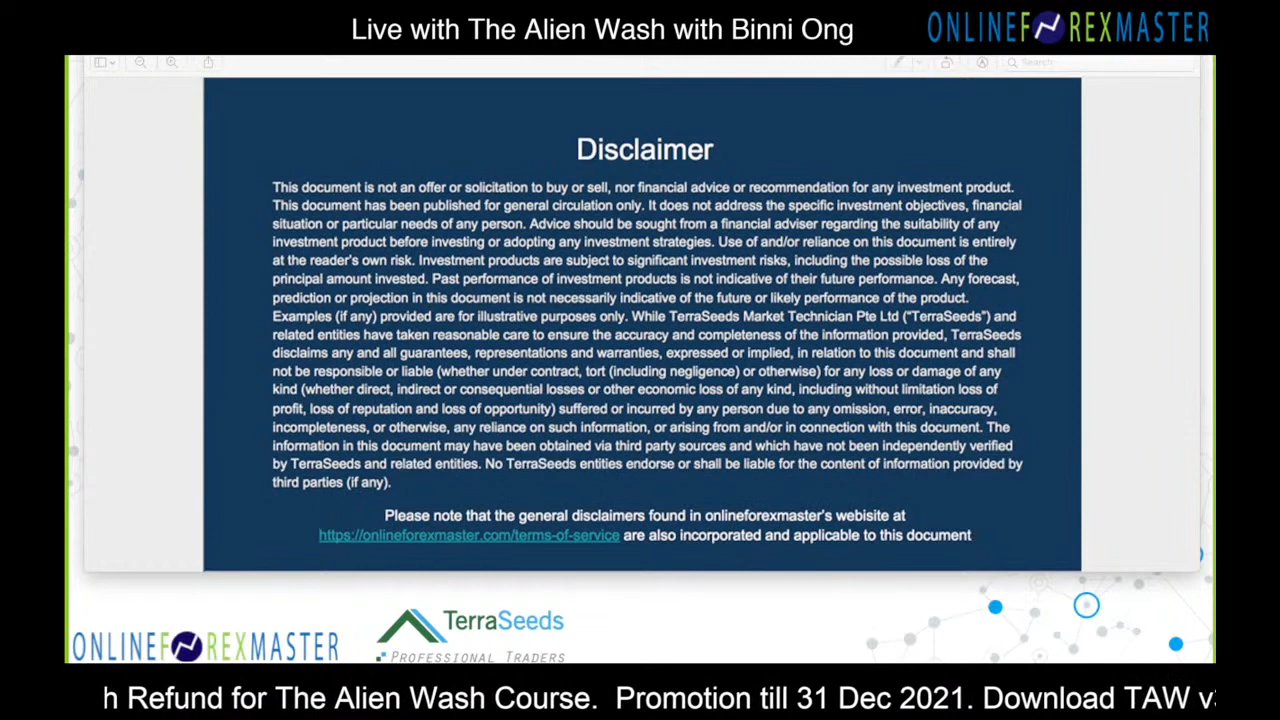 Live with The Alien Wash with Binni Ong
ONLINEFOREXMASTER
Search
Disclaimer
This document is not an offer or solicitation to buy or sell, nor financial advice or recommendation for any investment product.
This document has been published for general circulation only. It does not address the specific investment objectives, financial
situation or particular needs of any person. Advice should be sought from a financial adviser regarding the suitability of any
investment product before investing or adopting any investment strategies. Use of and/or reliance on this document is entirely
at the reader's own risk. Investment products are subject to significant investment risks, including the possible loss of the
principal amount invested. Past performance of investment products is not indicative of their future performance. Any forecast,
prediction or projection in this document is not necessarily indicative of the future or likely performance of the product.
Examples (if any) provided are for illustrative purposes only. While TerraSeeds Market Technician Pte Ltd (“TerraSeeds”) and
related entities have taken reasonable care to ensure the accuracy and completeness of the information provided, TerraSeeds
disclaims any and all guarantees, representations and warranties, expressed or implied, in relation to this document and shall
not be responsible or liable (whether under contract, tort (including negligence) or otherwise) for any loss or damage of any
kind (whether direct, indirect or consequential losses or other economic loss of any kind, including without limitation loss of
profit, loss of reputation and loss of opportunity) suffered or incurred by any person due to any omission, error, inaccuracy,
incompleteness, or otherwise, any reliance on such information, or arising from and/or in connection with this document. The
information in this document may have been obtained via third party sources and which have not been independently verified
by TerraSeeds and related entities. No TerraSeeds entities endorse or shall be liable for the content of information provided by
third parties (if any).
Please note that the general disclaimers found in onlineforexmaster's webisite at
https://onlineforexmaster.com/terms-of-service are also incorporated and applicable to this document
ONLINEFOREXMASTER
TerraSeeds
PROFESSIONAL TRADERS
h Refund for The Alien Wash Course. Promotion till 31 Dec 2021. Download TAW v